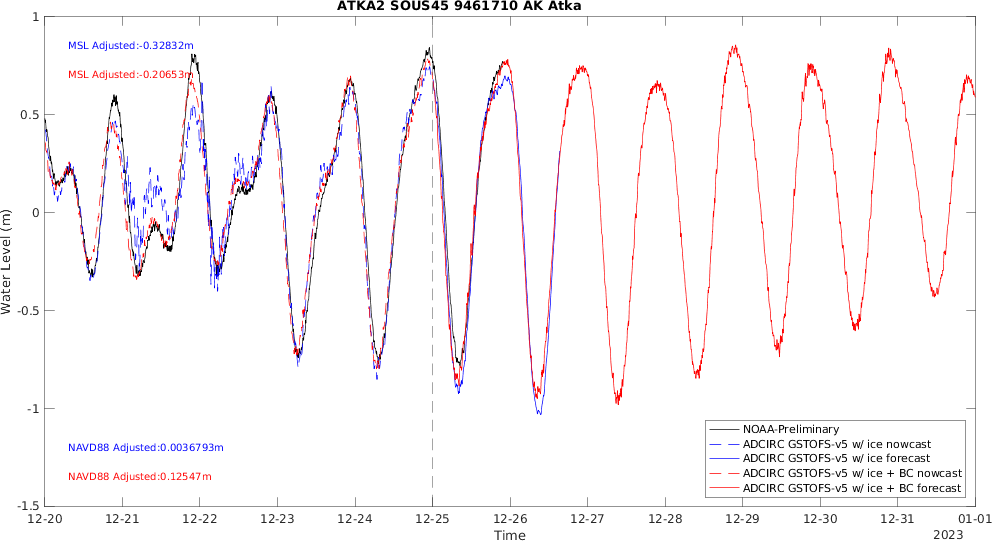 ATKA2 SOUS45 9461710 AK Atka
1
0.5
0
-0.5
-1
-1.5
Water Level (m)
MSL Adjusted:-0.32832m
MSL Adjusted:-0.20653m
NAVD88 Adjusted:0.0036793m
NAVD88 Adjusted:0.12547m
NOAA-Preliminary
ADCIRC GSTOFS-v5 w/ ice nowcast
ADCIRC GSTOFS-v5 w/ ice forecast
ADCIRC GSTOFS-v5 w/ ice + BC nowcast
ADCIRC GSTOFS-v5 w/ ice + BC forecast
12-20 12-21 12-22 12-23 12-24 12-25 12-26 12-27 12-28 12-29 12-30 12-31 01-01
Time
2023